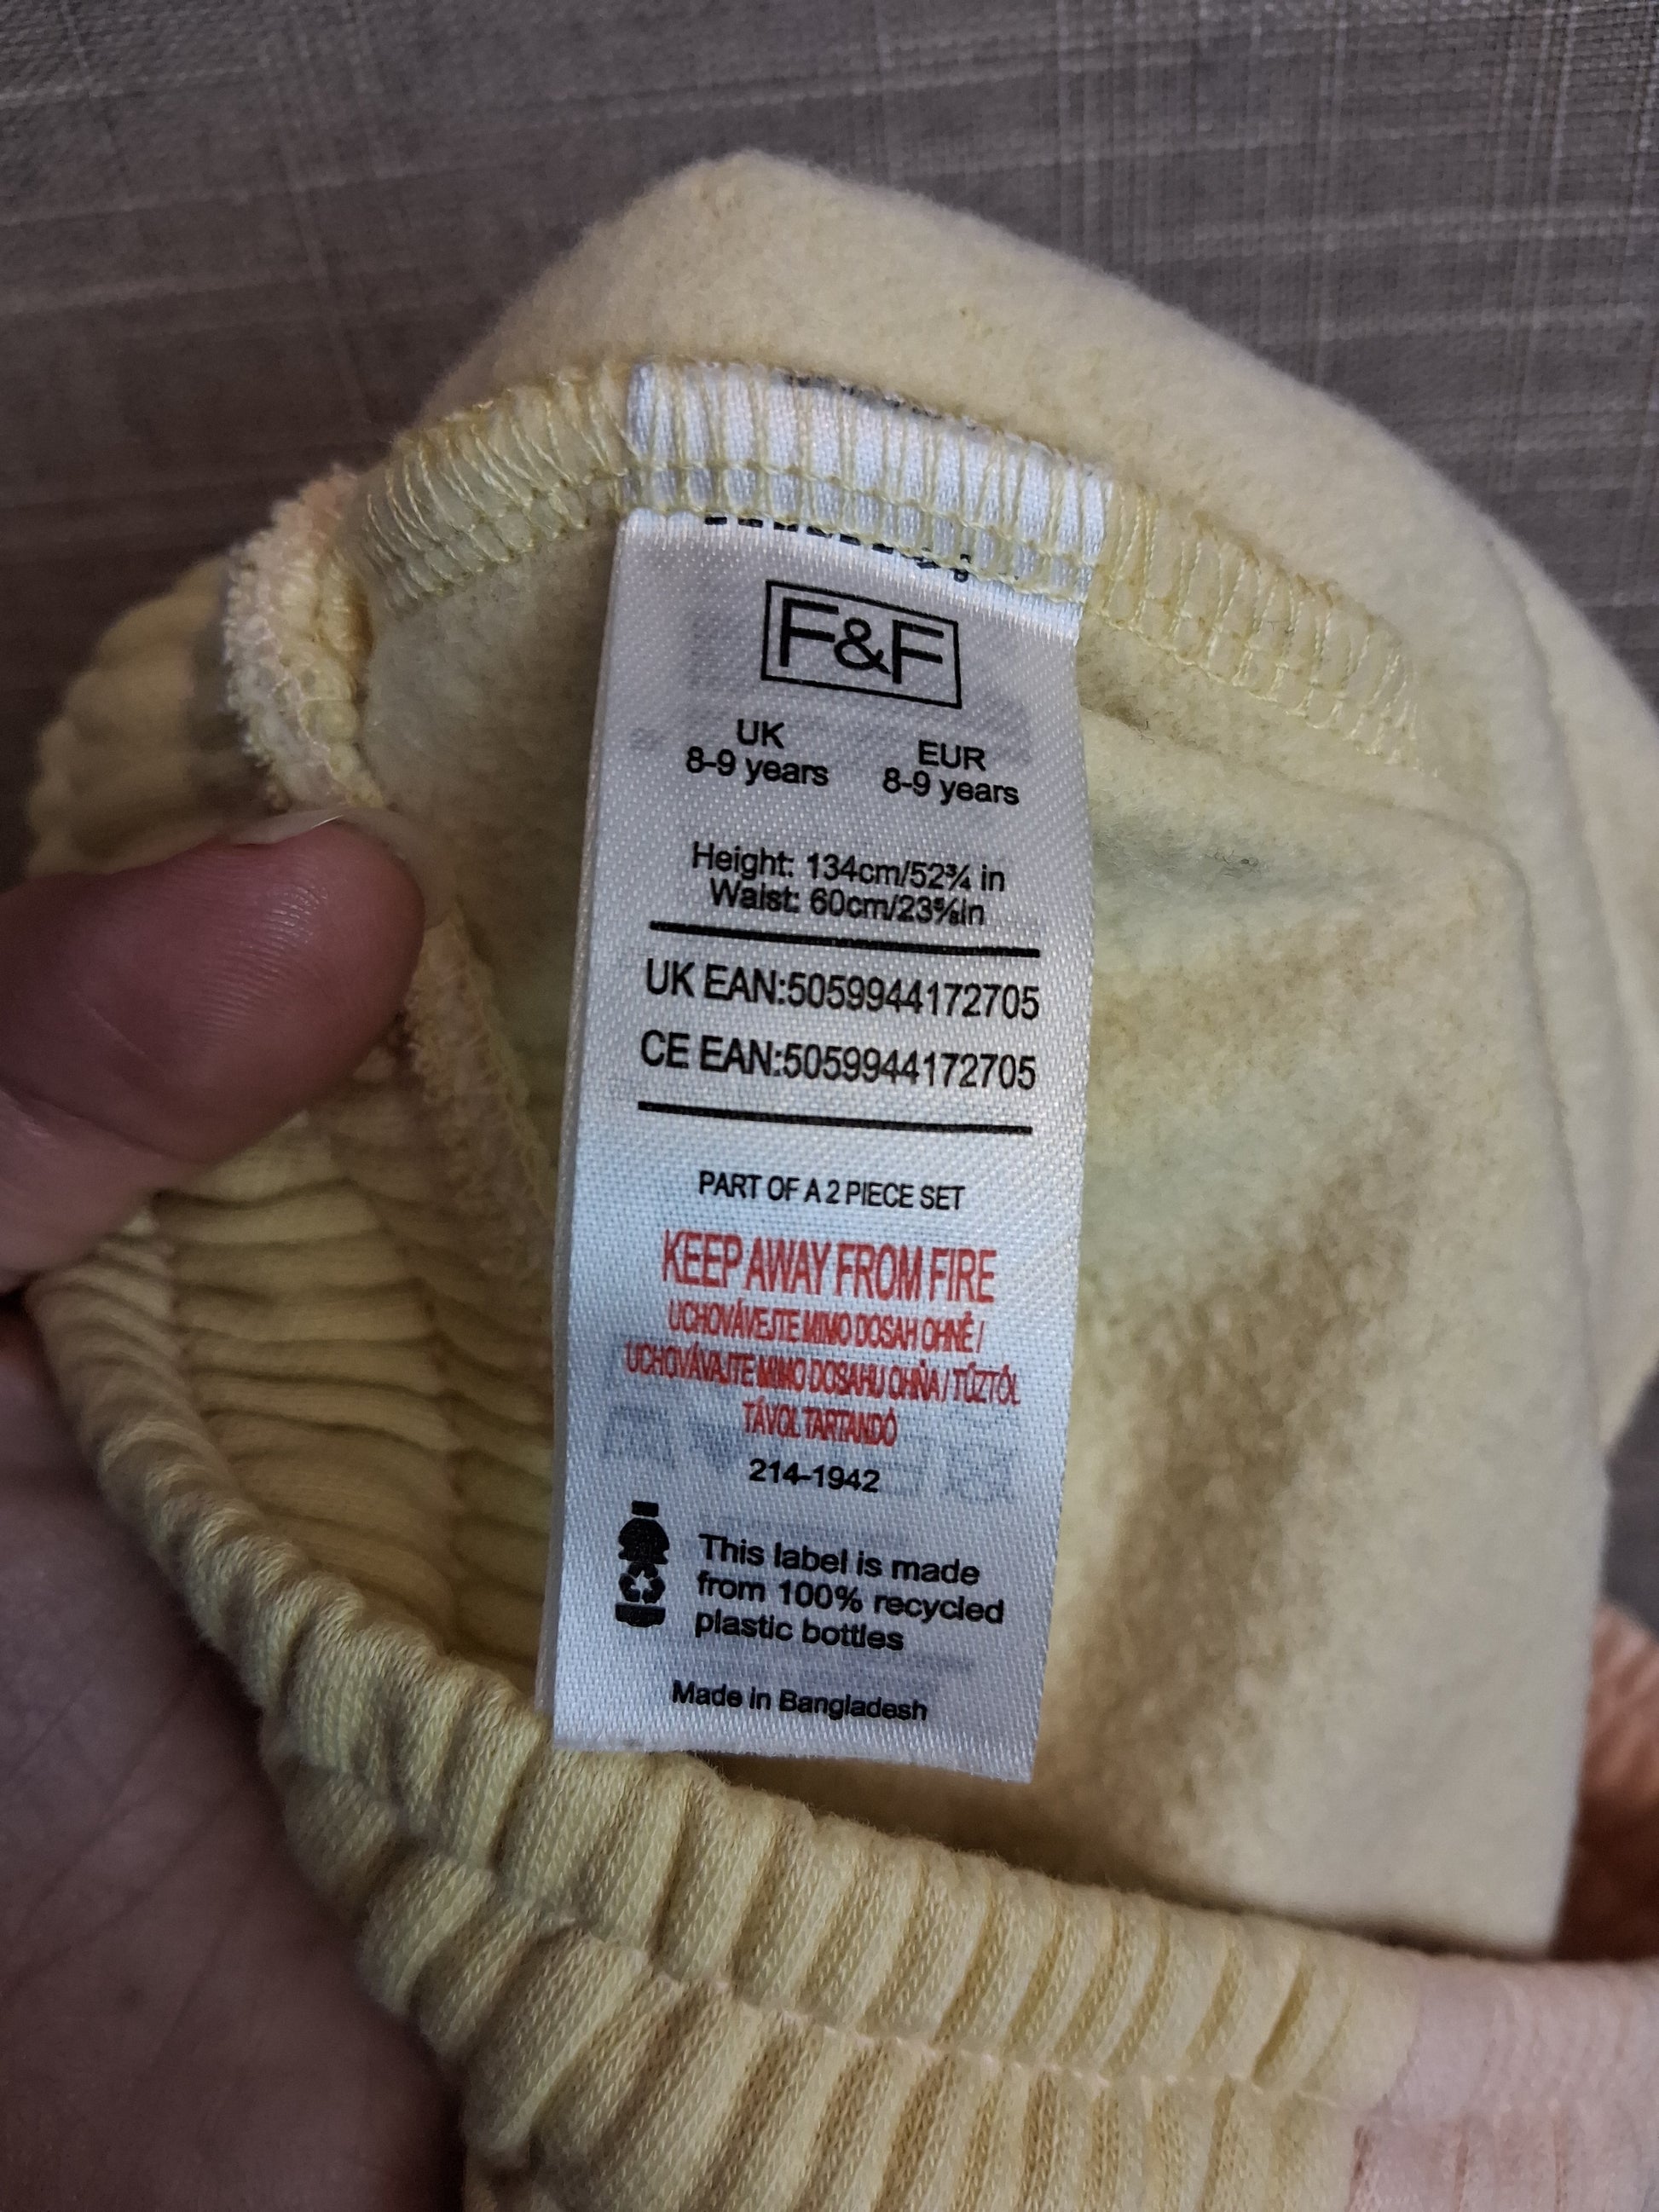 F&F
UK EUR
8-9 years 8-9 years
Height: 134cm/52¾ in
Waist: 60cm/23⅝in
UK EAN:5059944172705
CE EAN:5059944172705
PART OF A 2 PIECE SET
KEEP AWAY FROM FIRE
UCHOVÁVEJTE MIMO DOSAH OHNĚ /
UCHOVÁVAJTE MIMO DOSAHU OHŇA / TŰZTŐL
TÁVOL TARTANDÓ
214-1942
This label is made
from 100% recycled
plastic bottles
Made in Bangladesh